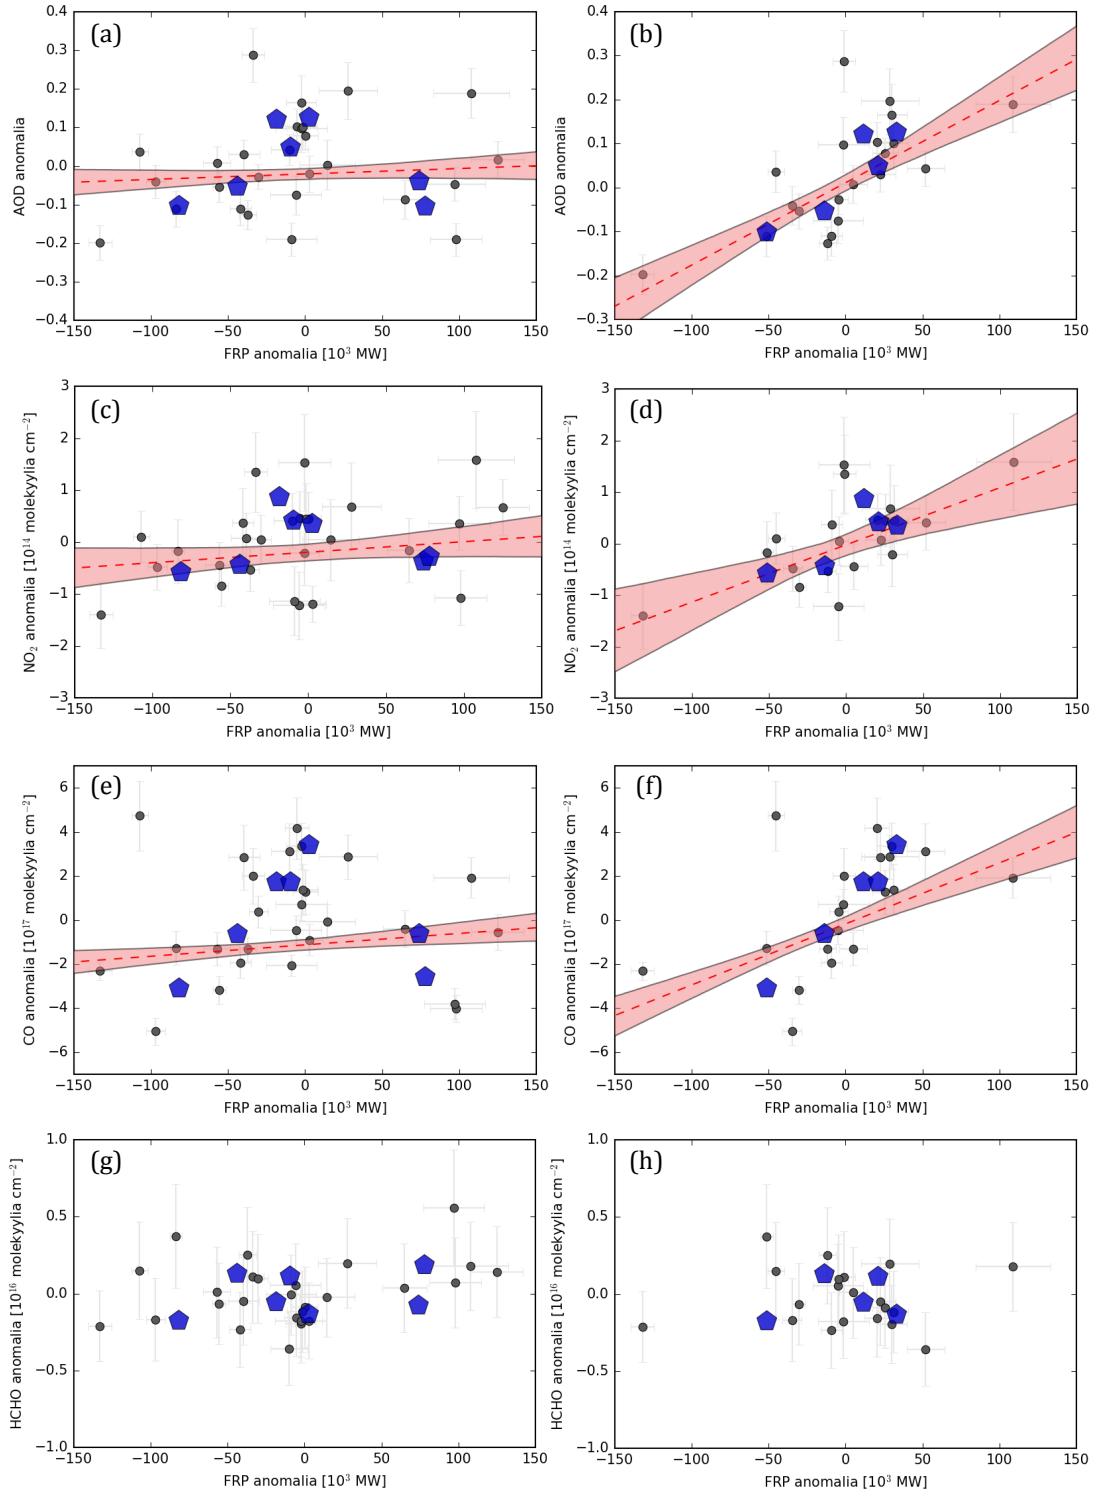 (a)
AOD anomalia
0.4
0.3
0.2
0.1
0.0
−0.1
−0.2
−0.3
−0.4
−150 −100 −50 0 50 100 150
FRP anomalia [10³ MW]
(b)
AOD anomalia
0.4
0.3
0.2
0.1
0.0
−0.1
−0.2
−0.3
−150 −100 −50 0 50 100 150
FRP anomalia [10³ MW]
(c)
NO₂ anomalia [10¹⁴ molekyylia cm⁻²]
3
2
1
0
−1
−2
−3
−150 −100 −50 0 50 100 150
FRP anomalia [10³ MW]
(d)
NO₂ anomalia [10¹⁴ molekyylia cm⁻²]
3
2
1
0
−1
−2
−3
−150 −100 −50 0 50 100 150
FRP anomalia [10³ MW]
(e)
CO anomalia [10¹⁷ molekyylia cm⁻²]
6
4
2
0
−2
−4
−6
−150 −100 −50 0 50 100 150
FRP anomalia [10³ MW]
(f)
CO anomalia [10¹⁷ molekyylia cm⁻²]
6
4
2
0
−2
−4
−6
−150 −100 −50 0 50 100 150
FRP anomalia [10³ MW]
(g)
HCHO anomalia [10¹⁶ molekyylia cm⁻²]
1.0
0.5
0.0
−0.5
−1.0
−150 −100 −50 0 50 100 150
FRP anomalia [10³ MW]
(h)
HCHO anomalia [10¹⁶ molekyylia cm⁻²]
1.0
0.5
0.0
−0.5
−1.0
−150 −100 −50 0 50 100 150
FRP anomalia [10³ MW]